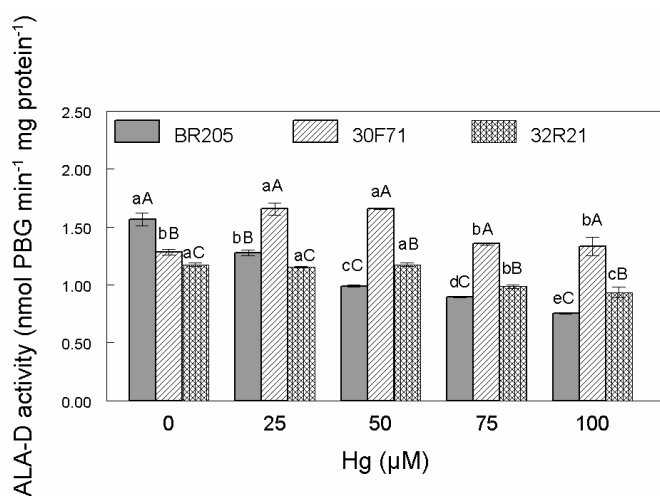 ALA-D activity (nmol PBG min⁻¹ mg protein⁻¹)
2.50
2.00
1.50
1.00
0.50
0.00
BR205 30F71 32R21
aA bB aC
bB aA aC
cC aA aB
dC bA bB
eC bA cB
0 25 50 75 100
Hg (µM)